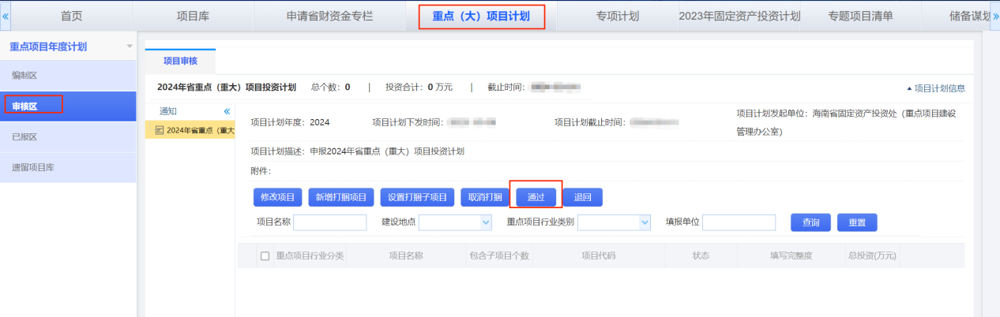 首页 项目库 申请省财资金专栏 重点（大）项目计划 专项计划 2023年固定资产投资计划 专题项目清单 储备谋划
重点项目年度计划
编制区
审核区
已报区
遗留项目库
项目审核
2024年省重点（重大）项目投资计划 总个数：0 | 投资合计：0 万元 | 截止时间：
项目计划信息
通知
2024年省重点（重大
项目计划年度：2024 项目计划下发时间： 项目计划截止时间： 项目计划发起单位：海南省固定资产投资处（重点项目建设
管理办公室）
项目计划描述：申报2024年省重点（重大）项目投资计划
附件：
修改项目 新增打捆项目 设置打捆子项目 取消打捆 通过 退回
项目名称 建设地点 重点项目行业类别 填报单位 查询 重置
重点项目行业分类 项目名称 包含子项目个数 项目代码 状态 填写完整度 总投资(万元)